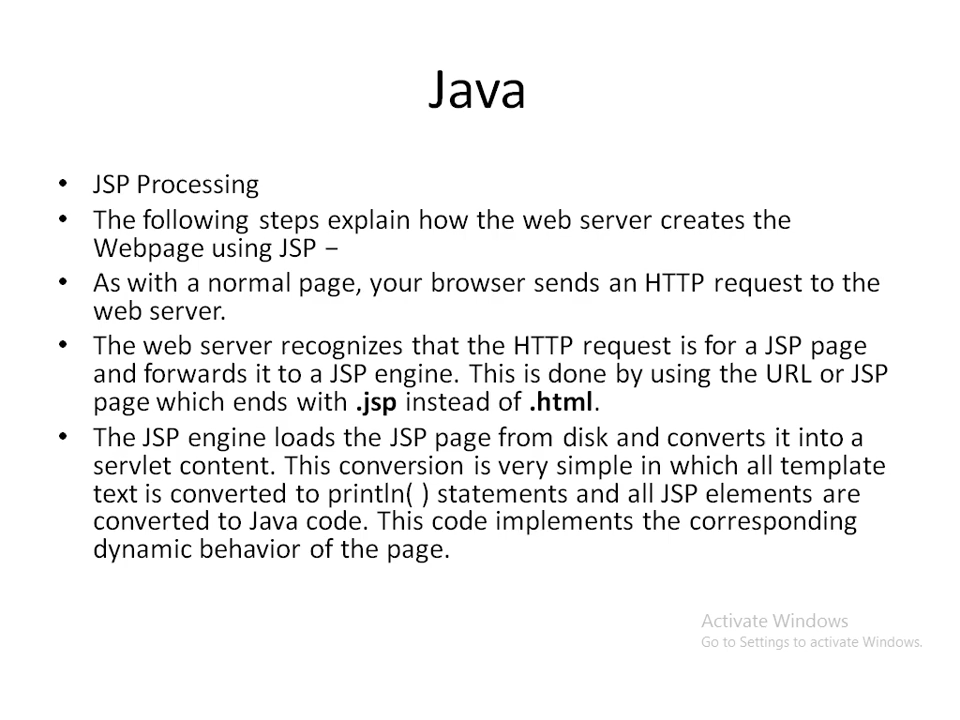 Java
• JSP Processing
• The following steps explain how the web server creates the
Webpage using JSP −
• As with a normal page, your browser sends an HTTP request to the
web server.
• The web server recognizes that the HTTP request is for a JSP page
and forwards it to a JSP engine. This is done by using the URL or JSP
page which ends with .jsp instead of .html.
• The JSP engine loads the JSP page from disk and converts it into a
servlet content. This conversion is very simple in which all template
text is converted to println( ) statements and all JSP elements are
converted to Java code. This code implements the corresponding
dynamic behavior of the page.
Activate Windows
Go to Settings to activate Windows.